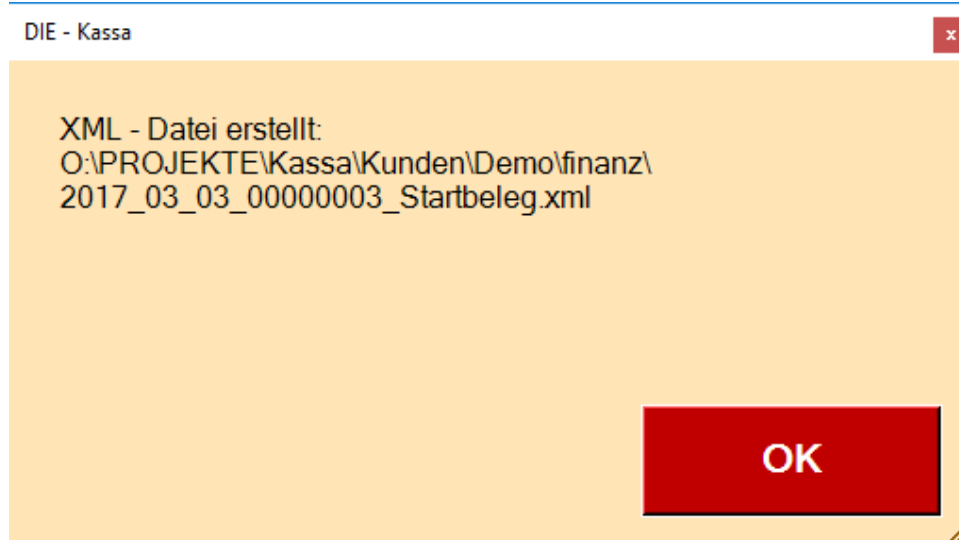 DIE - Kassa
x
XML - Datei erstellt:
O:\PROJEKTE\Kassa\Kunden\Demo\finanz\
2017_03_03_00000003_Startbeleg.xml
OK